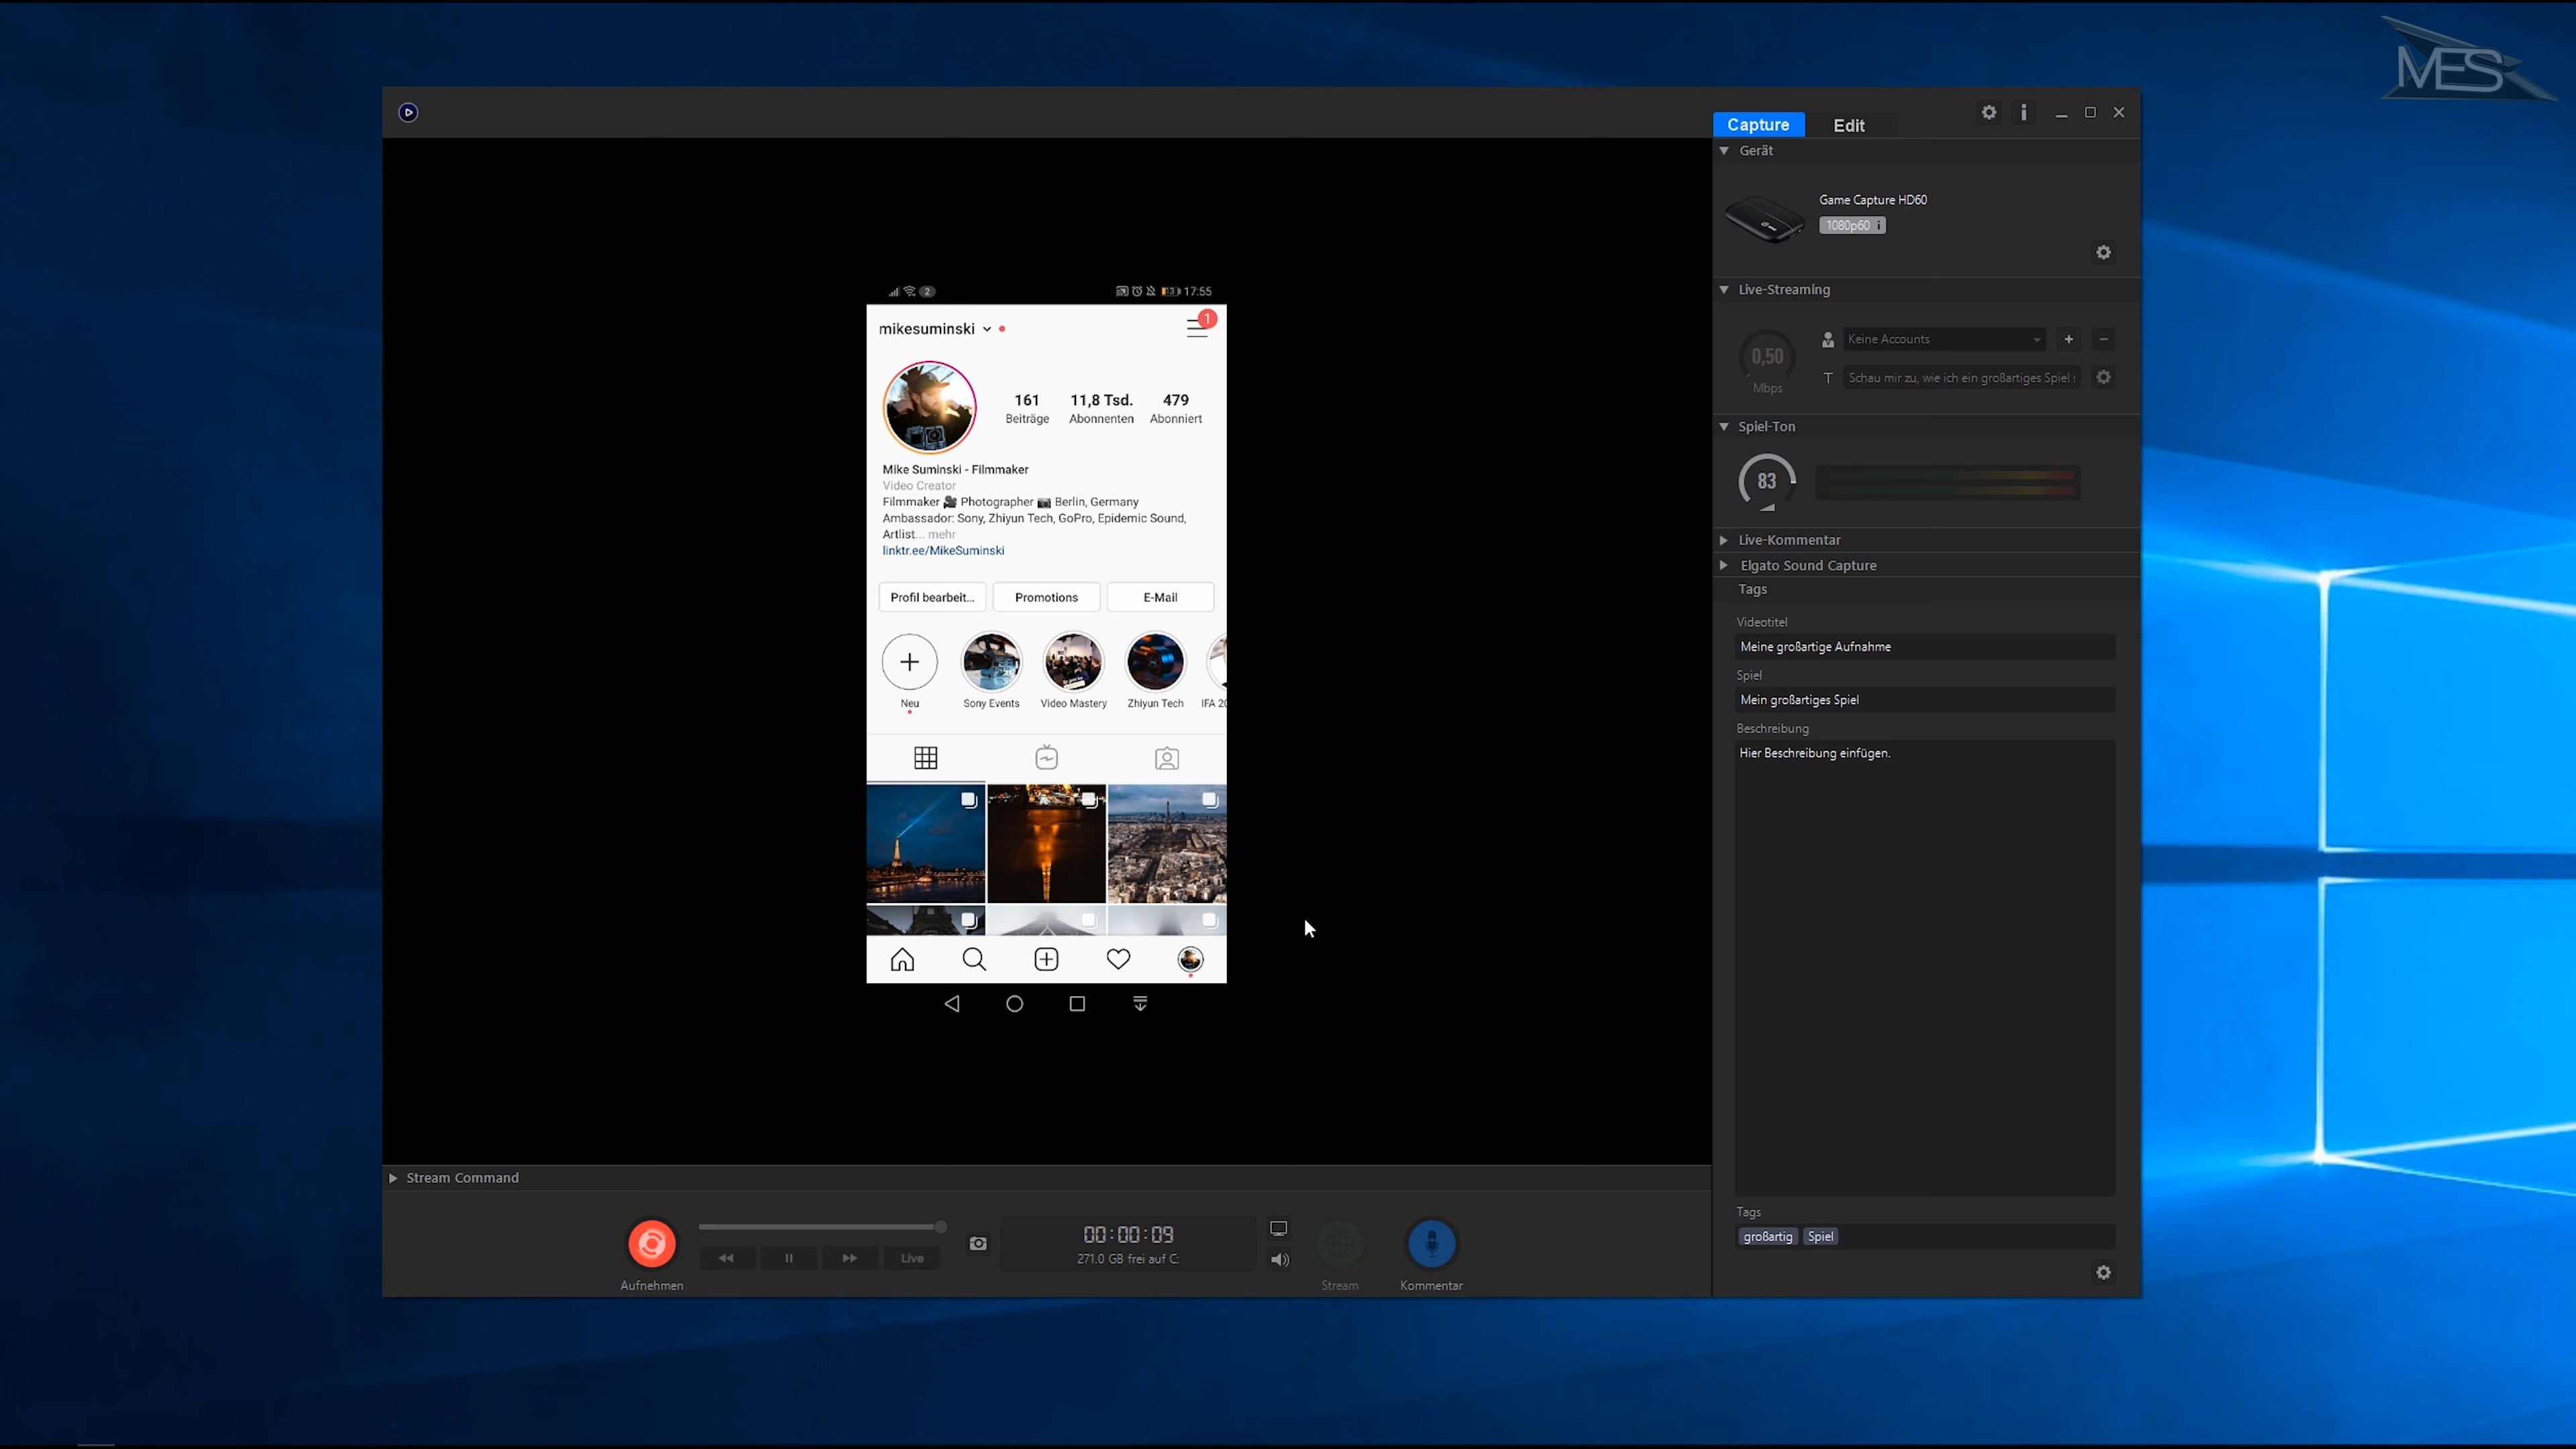 MES
Capture Edit
Gerät
Game Capture HD60
1080p60 i
Live-Streaming
0,50
Mbps
Keine Accounts
T Schau mir zu, wie ich ein großartiges Spiel s
Spiel-Ton
83
Live-Kommentar
Elgato Sound Capture
Tags
Videotitel
Meine großartige Aufnahme
Spiel
Mein großartiges Spiel
Beschreibung
Hier Beschreibung einfügen.
Tags
großartig Spiel
2 13 17:55
mikesuminski 1
161 11,8 Tsd. 479
Beiträge Abonnenten Abonniert
Mike Suminski - Filmmaker
Video Creator
Filmmaker 🎥 Photographer 📷 Berlin, Germany
Ambassador: Sony, Zhiyun Tech, GoPro, Epidemic Sound,
Artlist... mehr
linktr.ee/MikeSuminski
Profil bearbeit... Promotions E-Mail
Neu Sony Events Video Mastery Zhiyun Tech IFA 20
Stream Command
Live
00:00:09
271.0 GB frei auf C:
Aufnehmen Stream Kommentar